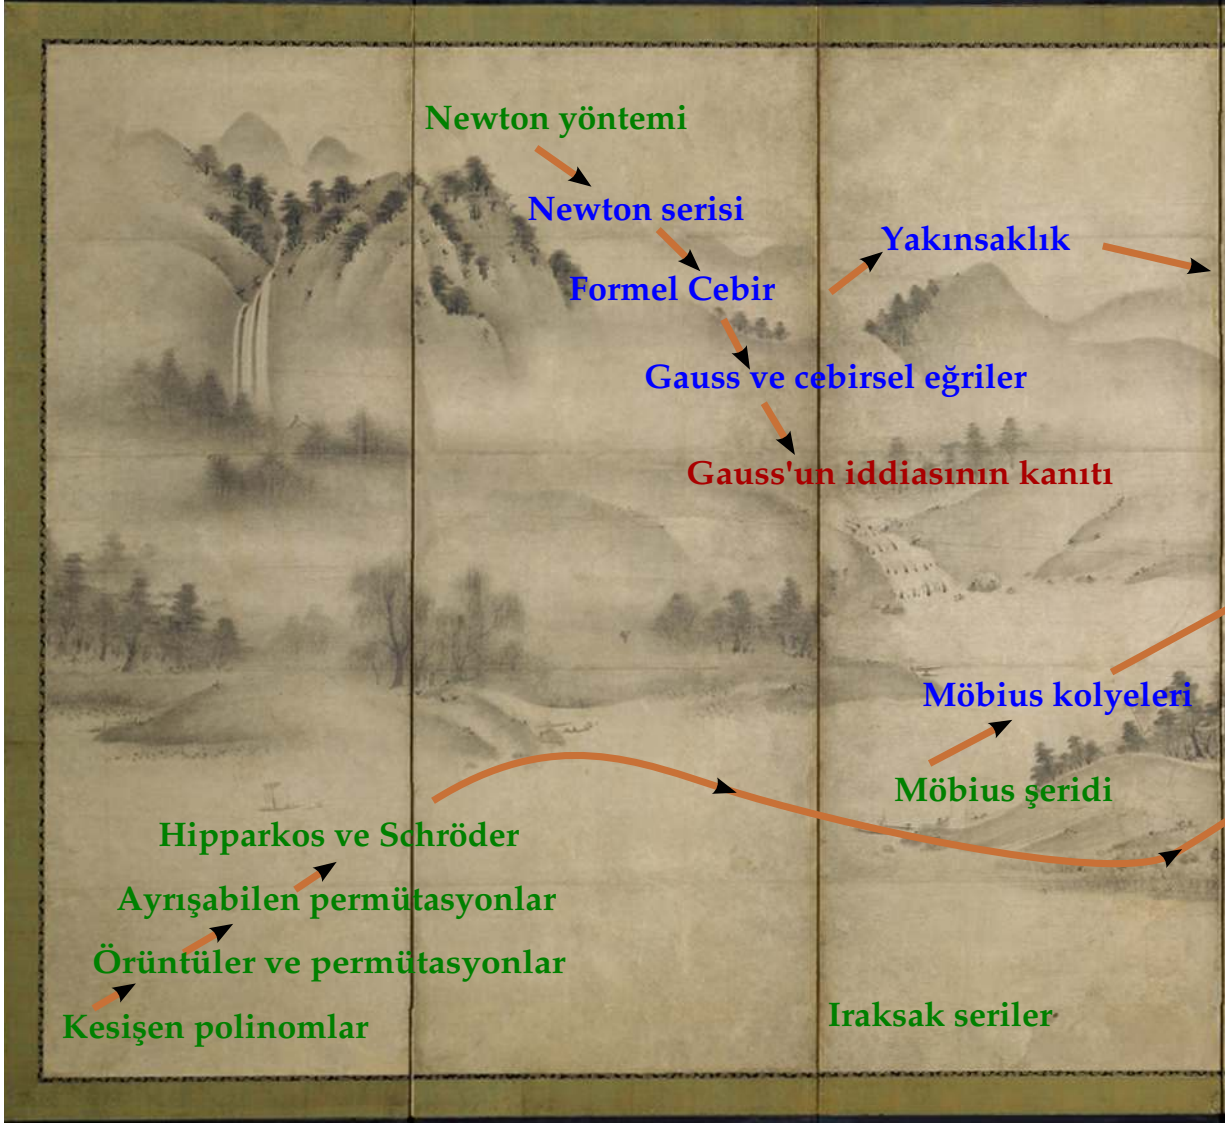 Newton yöntemi
Newton serisi
Yakınsaklık
Formel Cebir
Gauss ve cebirsel eğriler
Gauss'un iddiasının kanıtı
Möbius kolyeleri
Möbius şeridi
Hipparkos ve Schröder
Ayrışabilen permütasyonlar
Örüntüler ve permütasyonlar
Kesişen polinomlar
Iraksak seriler